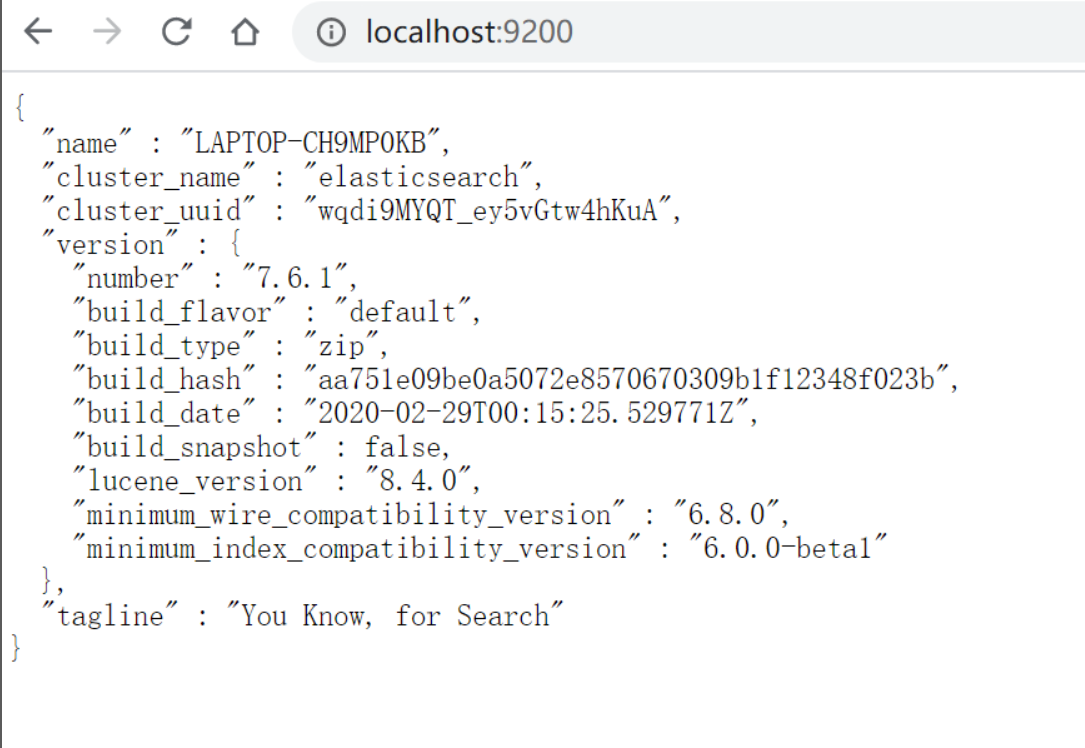 localhost:9200
{
"name" : "LAPTOP-CH9MP0KB",
"cluster_name" : "elasticsearch",
"cluster_uuid" : "wqdi9MYQT_ey5vGtw4hKuA",
"version" : {
"number" : "7.6.1",
"build_flavor" : "default",
"build_type" : "zip",
"build_hash" : "aa751e09be0a5072e8570670309b1f12348f023b",
"build_date" : "2020-02-29T00:15:25.529771Z",
"build_snapshot" : false,
"lucene_version" : "8.4.0",
"minimum_wire_compatibility_version" : "6.8.0",
"minimum_index_compatibility_version" : "6.0.0-beta1"
},
"tagline" : "You Know, for Search"
}